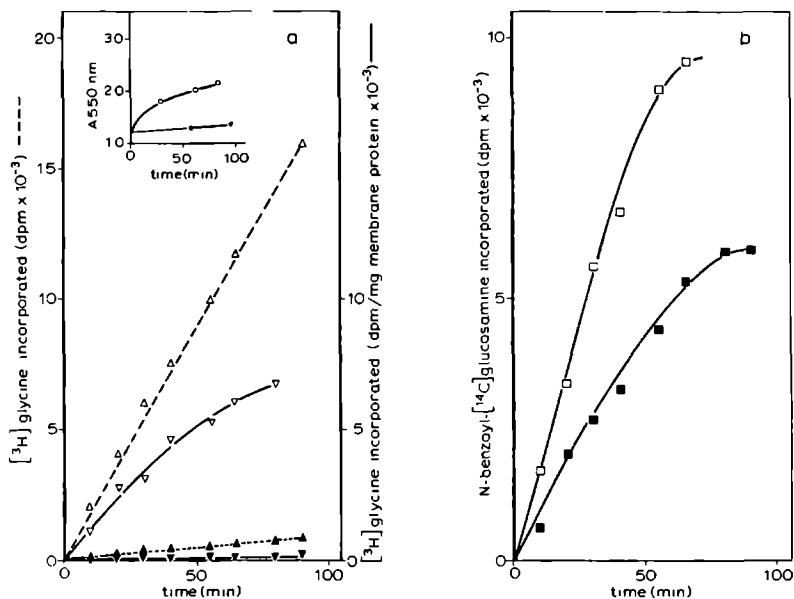 a
20
15
10
5
0
[³H] glycine incorporated (dpm x 10⁻³)
A 550 nm
30
20
10
0
50
100
time(min)
10
5
0
[³H] glycine incorporated (dpm/mg membrane protein x10⁻³)
0
50
100
time(min)
b
10
5
0
N-benzoyl-[¹⁴C]glucosamine incorporated (dpm x 10⁻³)
0
50
100
time (min)